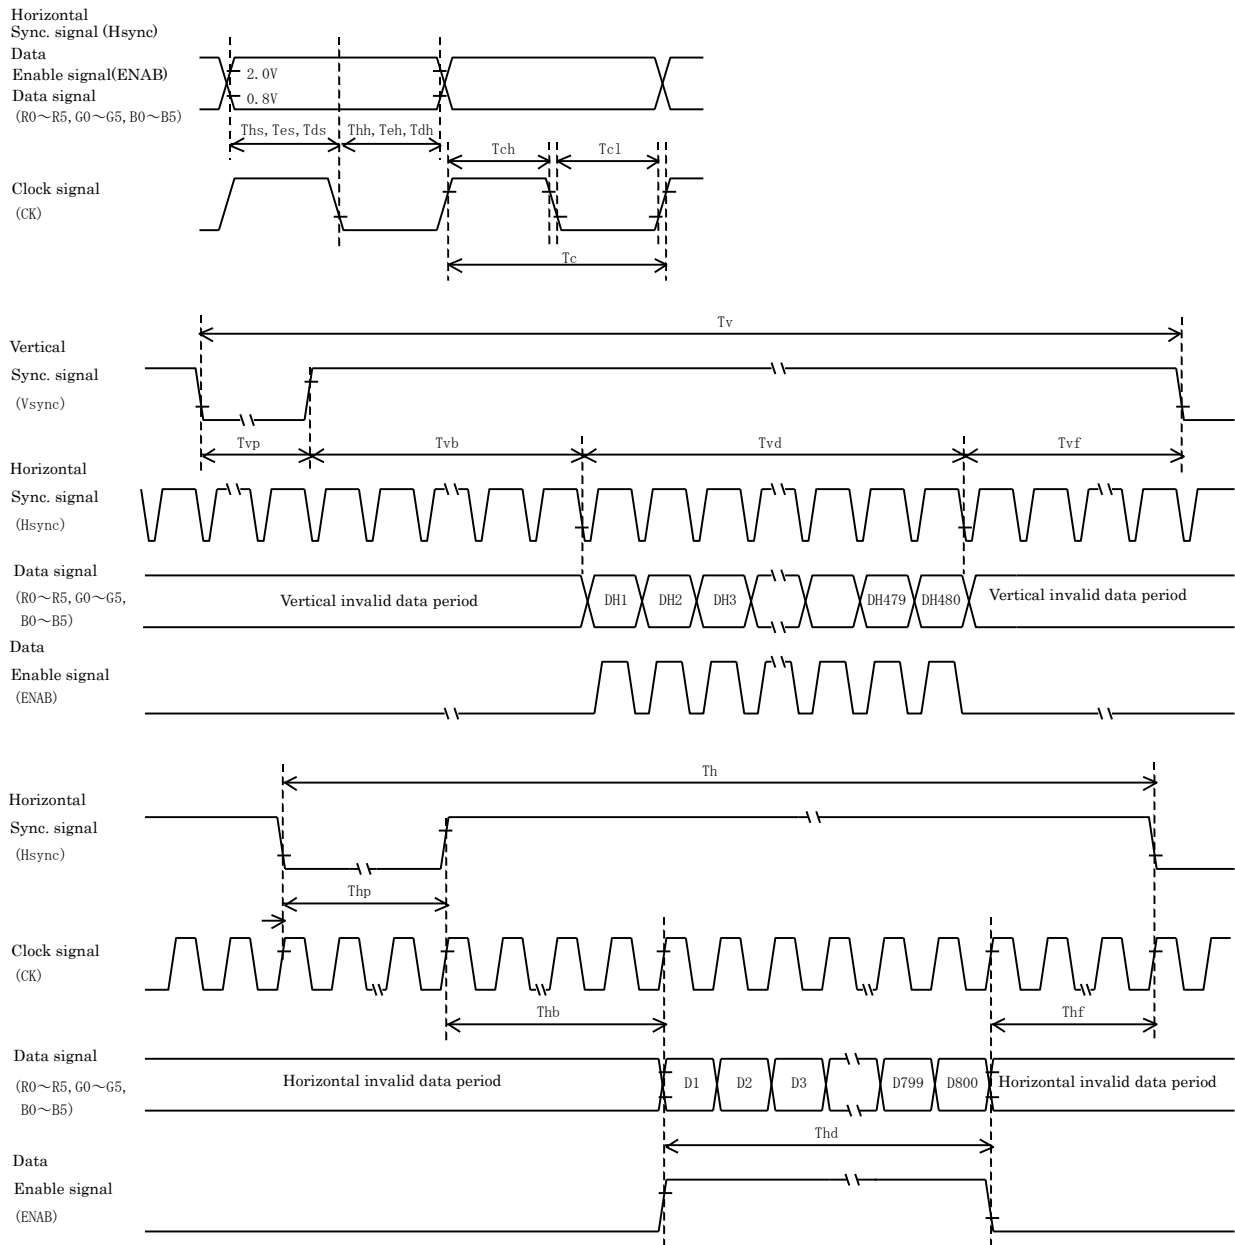 Horizontal
Sync. signal (Hsync)
Data
Enable signal(ENAB)
Data signal
(R0～R5, G0～G5, B0～B5)
2.0V
0.8V
Ths, Tes, Tds
Thh, Teh, Tdh
Tch
Tcl
Clock signal
(CK)
Tc
Tv
Vertical
Sync. signal
(Vsync)
Tvp
Tvb
Tvd
Tvf
Horizontal
Sync. signal
(Hsync)
Data signal
(R0～R5, G0～G5,
B0～B5)
Vertical invalid data period
DH1
DH2
DH3
DH479
DH480
Vertical invalid data period
Data
Enable signal
(ENAB)
Th
Horizontal
Sync. signal
(Hsync)
Thp
Clock signal
(CK)
Thb
Thf
Data signal
(R0～R5, G0～G5,
B0～B5)
Horizontal invalid data period
D1
D2
D3
D799
D800
Horizontal invalid data period
Thd
Data
Enable signal
(ENAB)